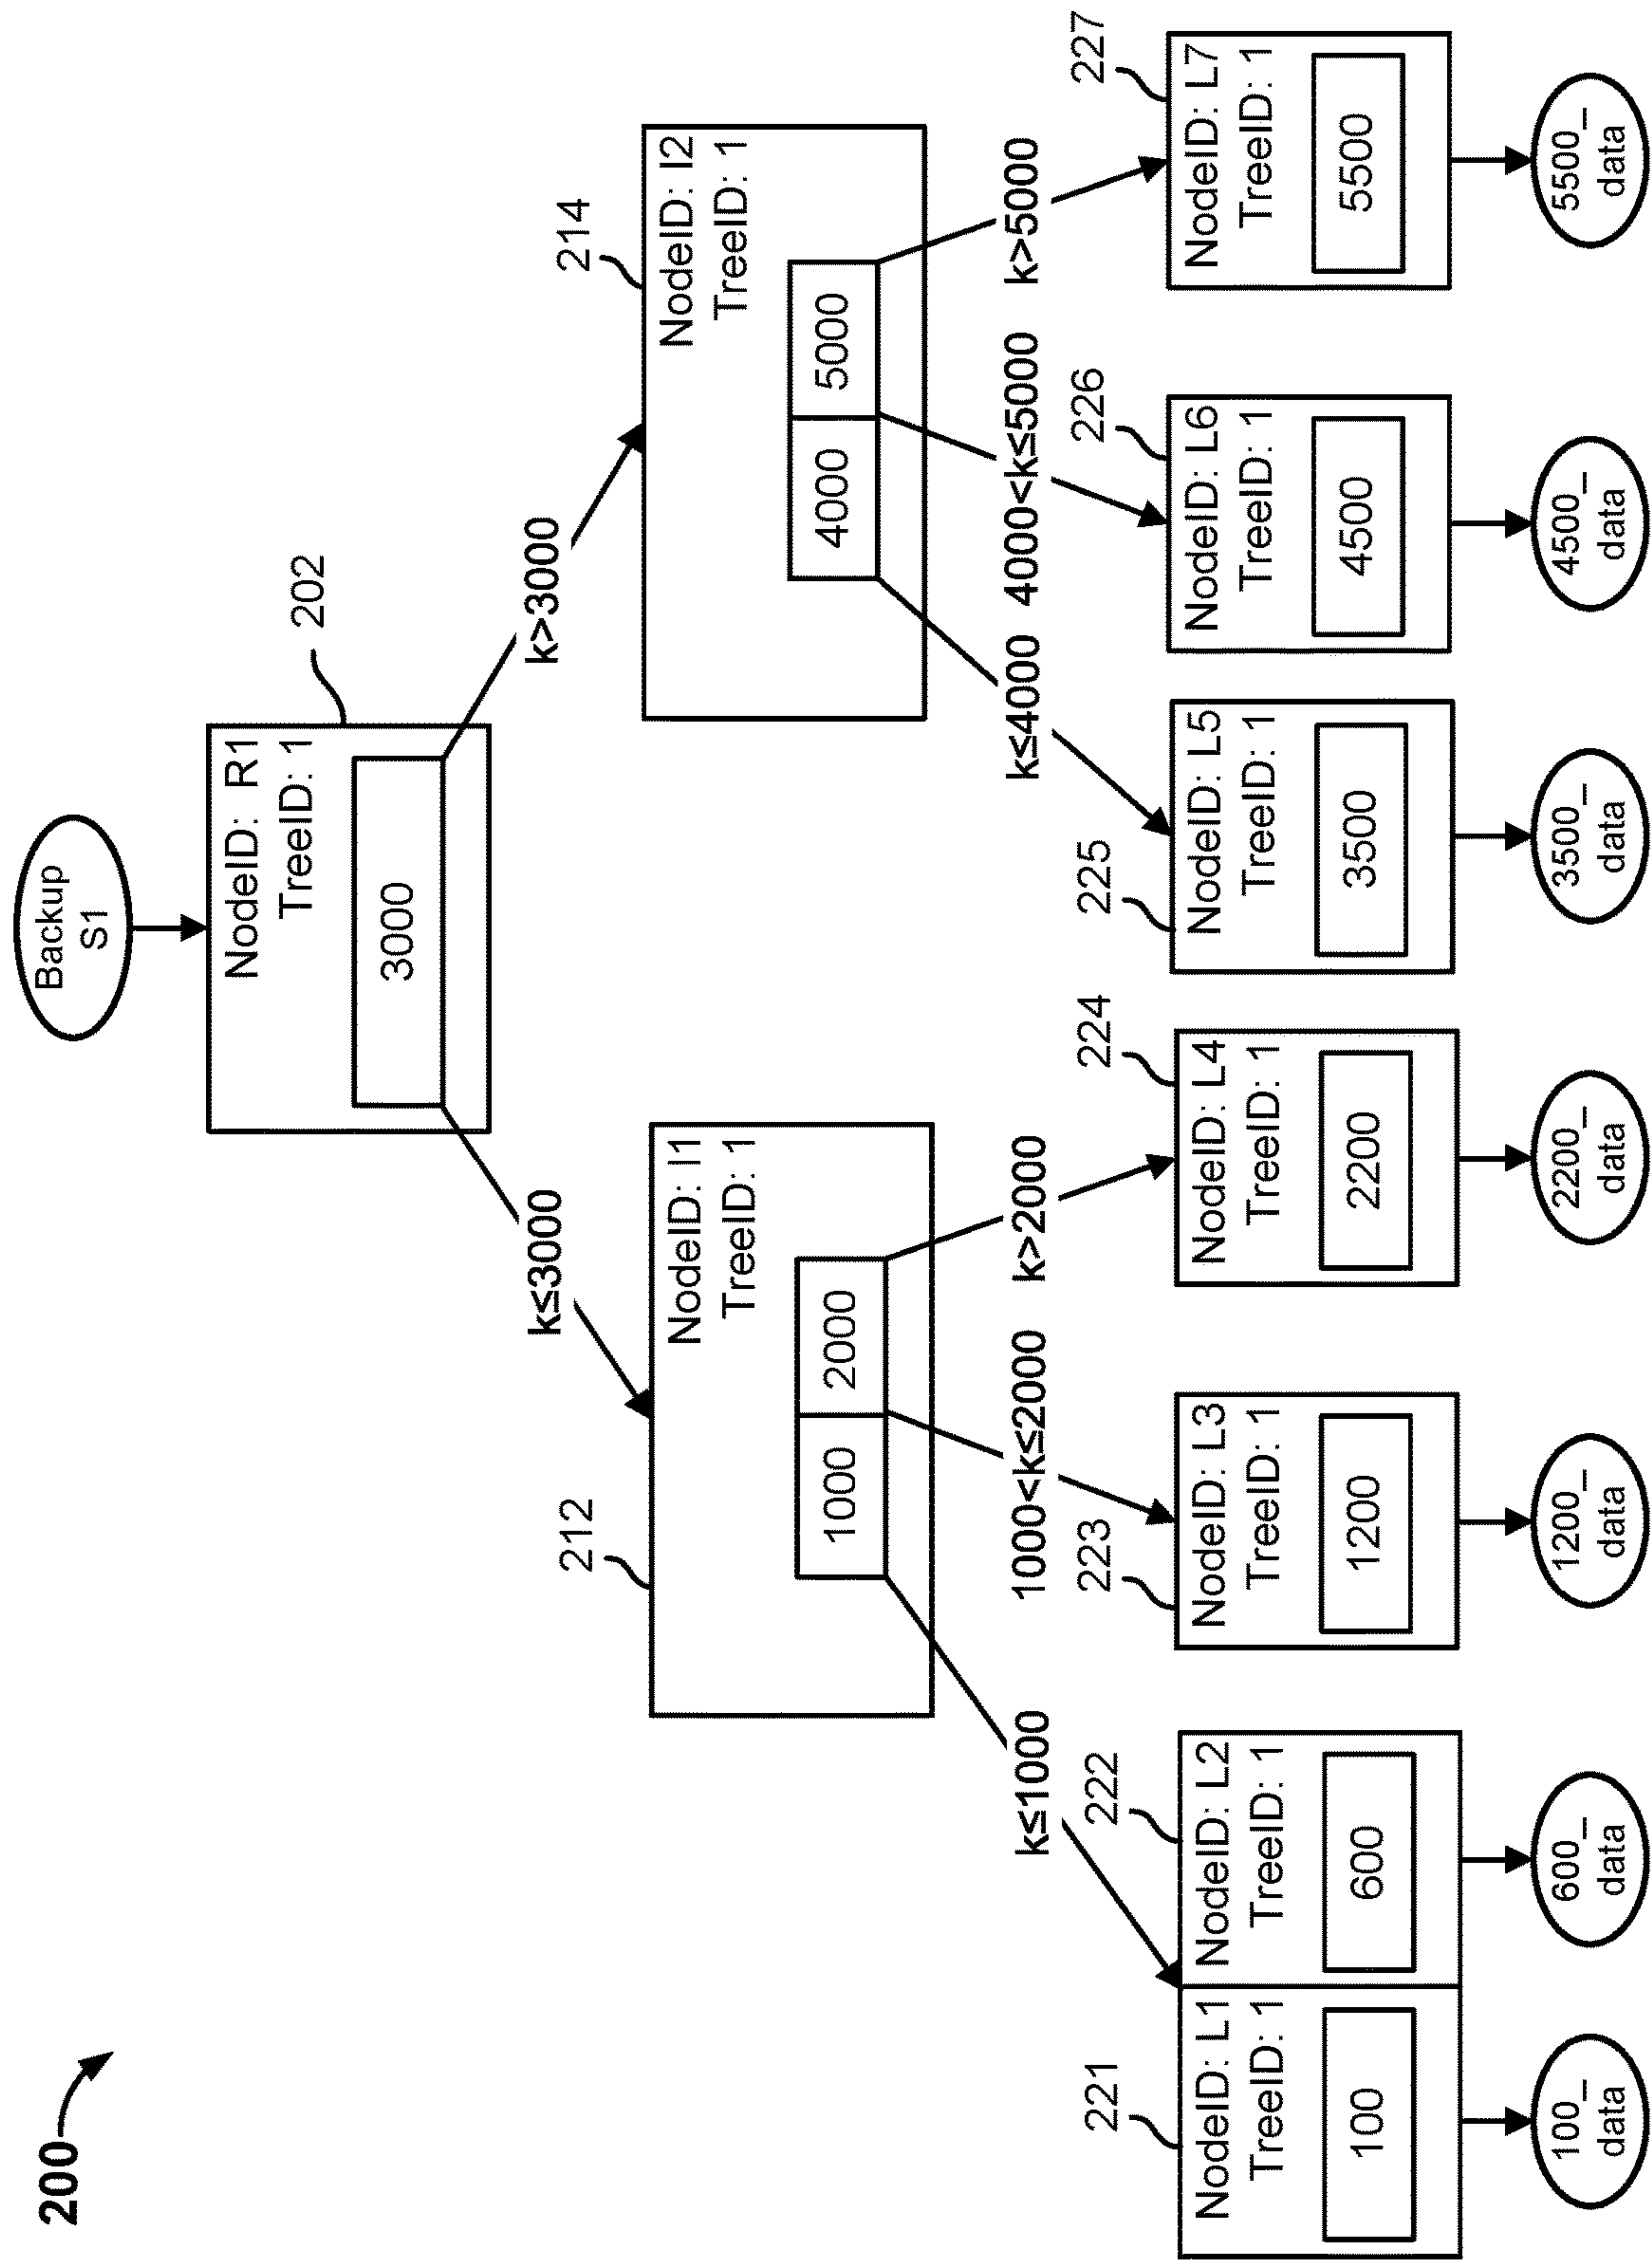 200
Backup
S1
202
NodeID: R1
TreeID: 1
3000
k≤3000
k>3000
212
NodeID: I1
TreeID: 1
1000
2000
214
NodeID: I2
TreeID: 1
4000
5000
k≤1000
1000<k≤2000
k>2000
k≤4000
4000<k≤5000
k>5000
221
NodeID: L1
TreeID: 1
100
222
NodeID: L2
TreeID: 1
600
223
NodeID: L3
TreeID: 1
1200
224
NodeID: L4
TreeID: 1
2200
225
NodeID: L5
TreeID: 1
3500
226
NodeID: L6
TreeID: 1
4500
227
NodeID: L7
TreeID: 1
5500
100_
data
600_
data
1200_
data
2200_
data
3500_
data
4500_
data
5500_
data